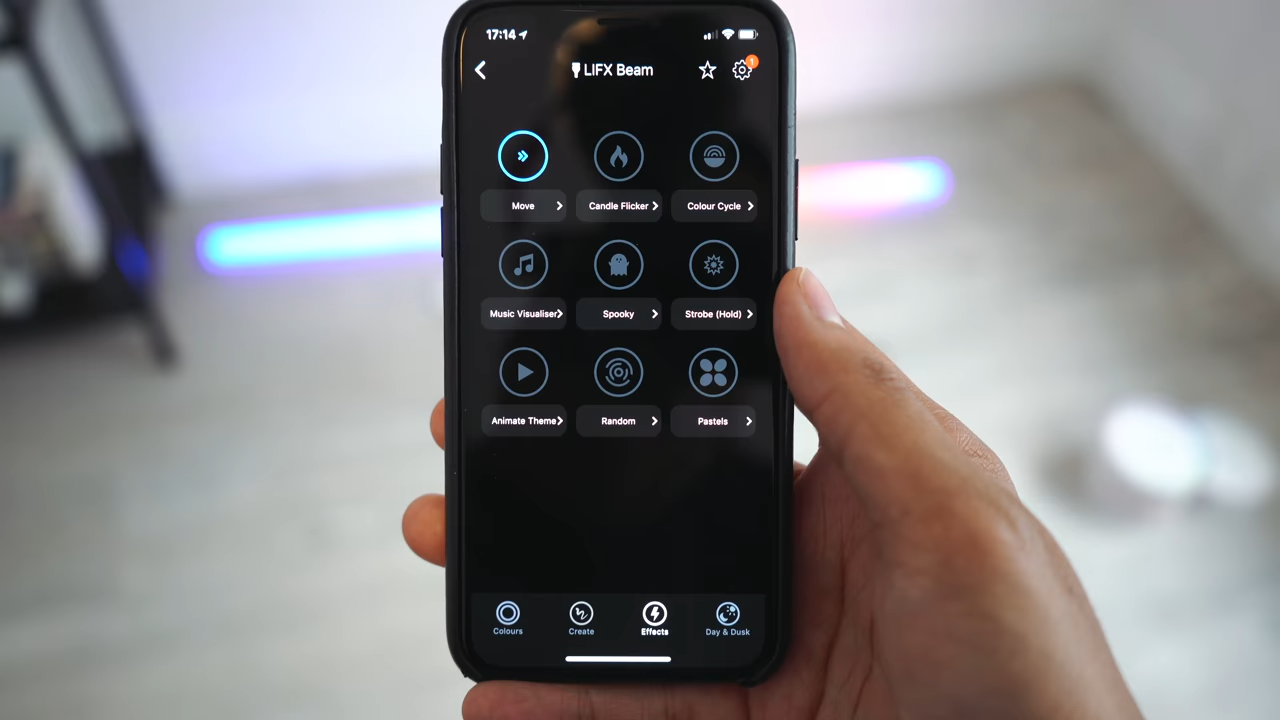 17:14
LIFX Beam
1
Move
Candle Flicker
Colour Cycle
Music Visualiser
Spooky
Strobe (Hold)
Animate Theme
Random
Pastels
Colours
Create
Effects
Day & Dusk